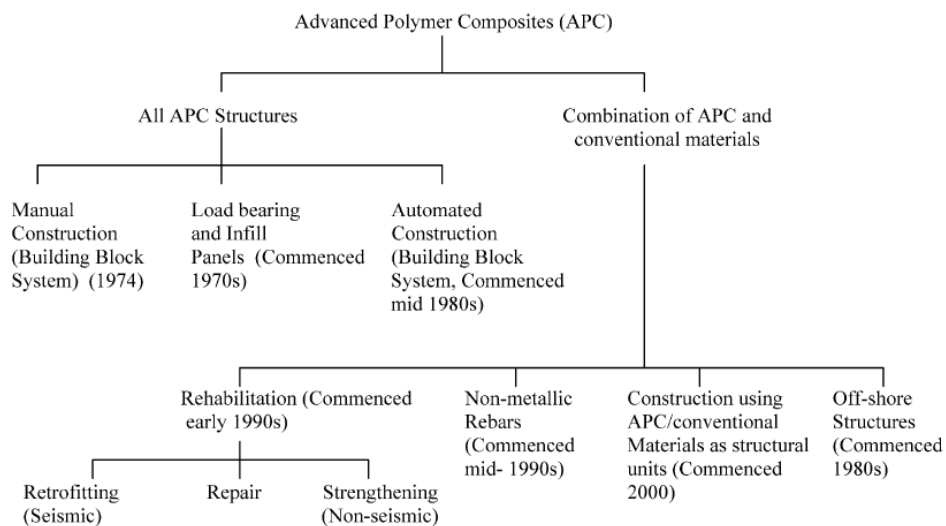 Advanced Polymer Composites (APC)
All APC Structures
Combination of APC and
conventional materials
Manual
Construction
(Building Block
System) (1974)
Load bearing
and Infill
Panels (Commenced
1970s)
Automated
Construction
(Building Block
System, Commenced
mid 1980s)
Rehabilitation (Commenced
early 1990s)
Non-metallic
Rebars
(Commenced
mid- 1990s)
Construction using
APC/conventional
Materials as structural
units (Commenced
2000)
Off-shore
Structures
(Commenced
1980s)
Retrofitting
(Seismic)
Repair
Strengthening
(Non-seismic)